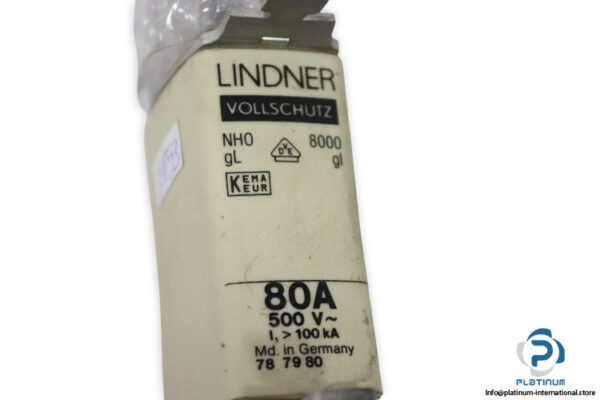 LINDNER
VOLLSCHUTZ
NH0 8000
gL VDE gl
KEMA
KEUR
80A
500 V~
I₁ > 100 kA
Md. in Germany
78 79 80
PLATINUM
Info@platinum-international.store